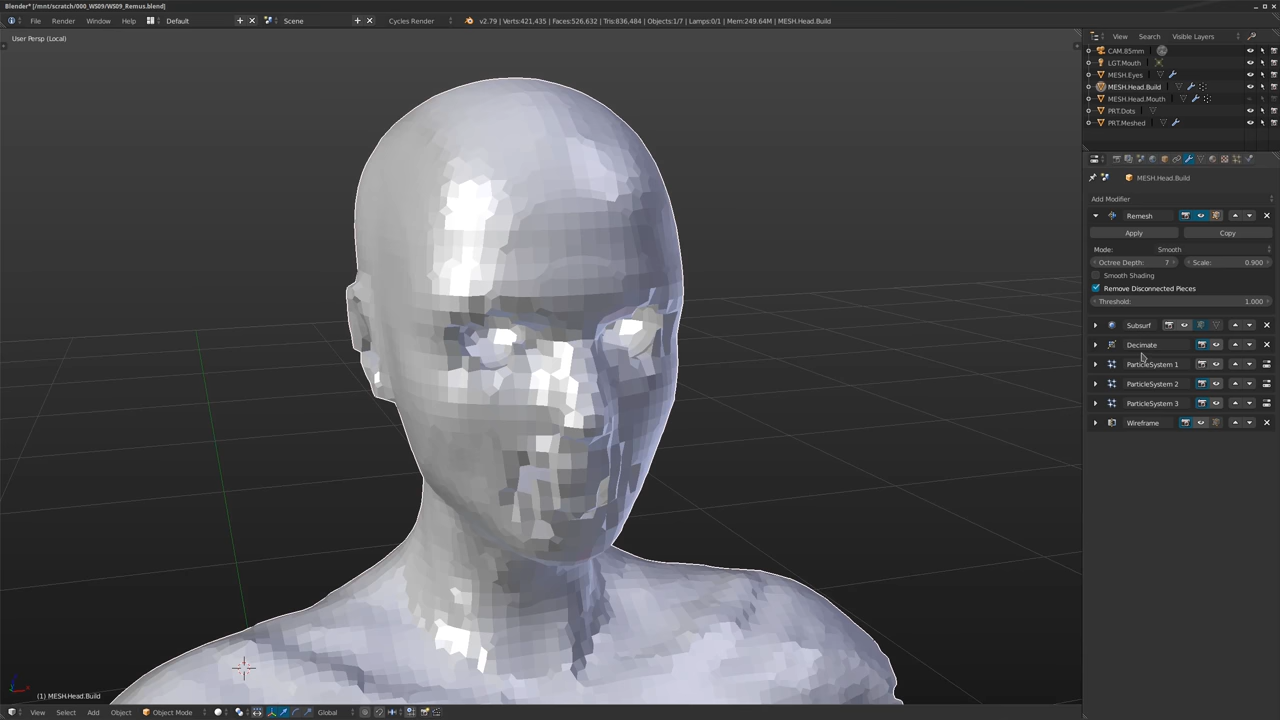 Blender* [/mnt/scratch/000_WS09/WS09_Remus.blend]
File Render Window Help Default Scene Cycles Render v2.79 | Verts:421,435 | Faces:526,632 | Tris:836,484 | Objects:1/7 | Lamps:0/1 | Mem:249.64M | MESH.Head.Build
User Persp (Local)
View Search Visible Layers
CAM.85mm
LGT.Mouth
MESH.Eyes
MESH.Head.Build
MESH.Head.Mouth
PRT.Dots
PRT.Meshed
MESH.Head.Build
Add Modifier
Remesh
Apply Copy
Mode: Smooth
Octree Depth: 7 Scale: 0.900
Smooth Shading
Remove Disconnected Pieces
Threshold: 1.000
Subsurf
Decimate
ParticleSystem 1
ParticleSystem 2
ParticleSystem 3
Wireframe
(1) MESH.Head.Build
View Select Add Object Object Mode Global